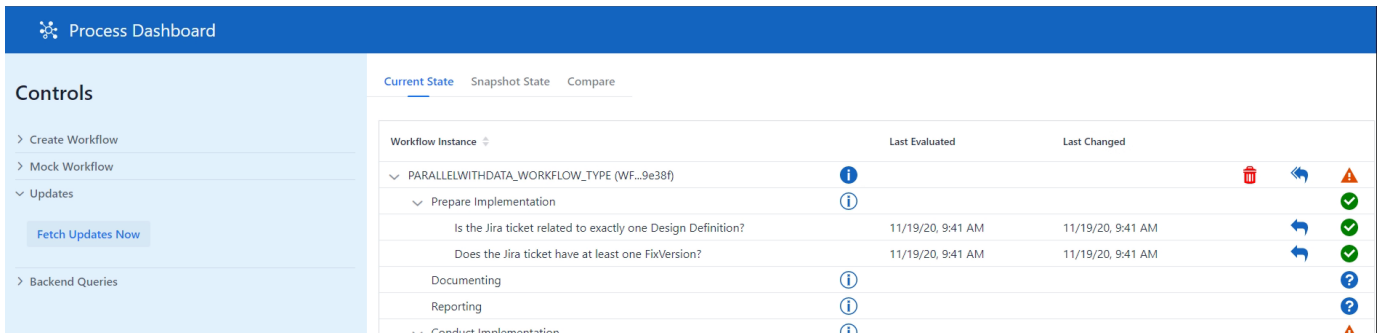 Process Dashboard
Controls
Create Workflow
Mock Workflow
Updates
Fetch Updates Now
Backend Queries
Current State Snapshot State Compare
Workflow Instance Last Evaluated Last Changed
PARALLELWITHDATA_WORKFLOW_TYPE (WF...9e38f)
Prepare Implementation
Is the Jira ticket related to exactly one Design Definition? 11/19/20, 9:41 AM 11/19/20, 9:41 AM
Does the Jira ticket have at least one FixVersion? 11/19/20, 9:41 AM 11/19/20, 9:41 AM
Documenting
Reporting
Conduct Implementation